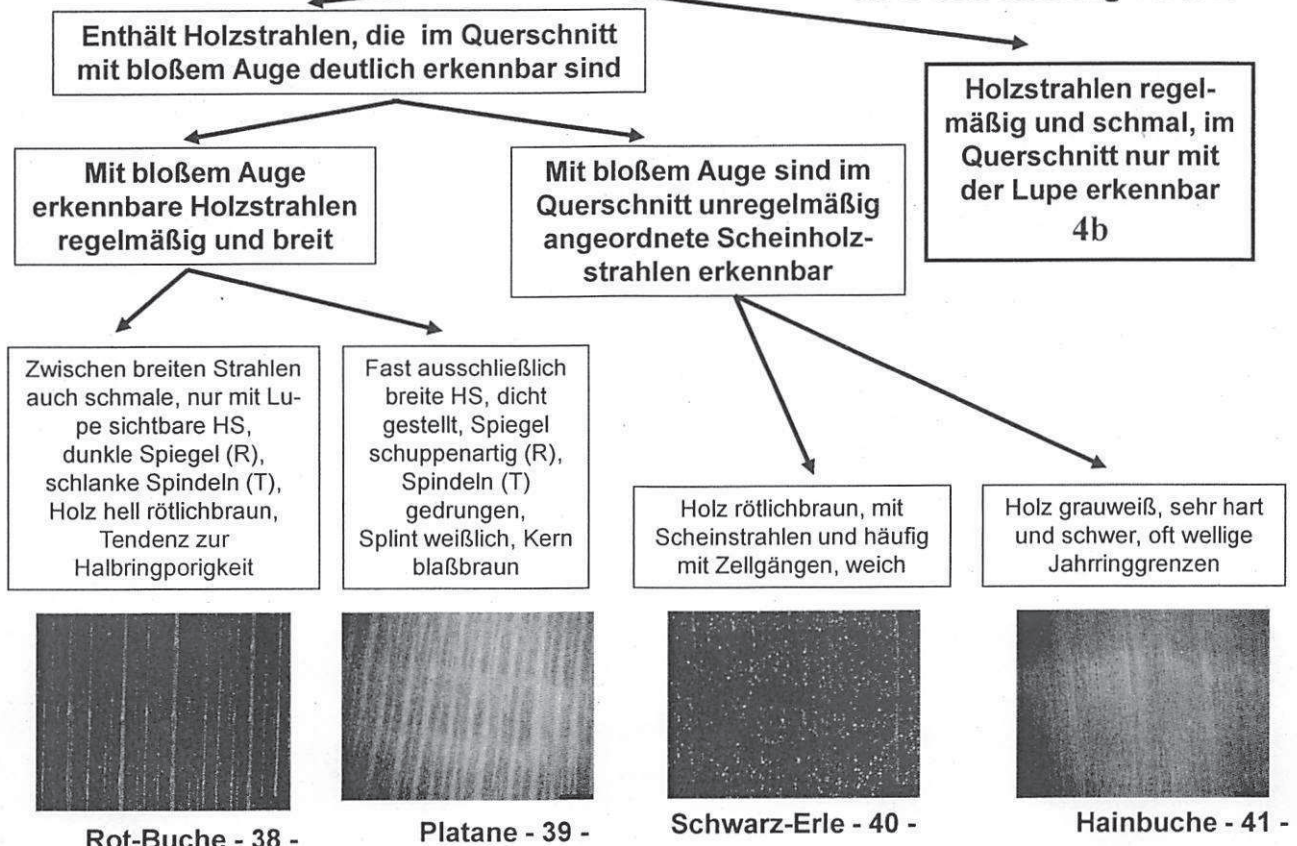 Enthält Holzstrahlen, die im Querschnitt
mit bloßem Auge deutlich erkennbar sind
Holzstrahlen regel-
mäßig und schmal, im
Querschnitt nur mit
der Lupe erkennbar
4b
Mit bloßem Auge
erkennbare Holzstrahlen
regelmäßig und breit
Mit bloßem Auge sind im
Querschnitt unregelmäßig
angeordnete Scheinholz-
strahlen erkennbar
Zwischen breiten Strahlen
auch schmale, nur mit Lu-
pe sichtbare HS,
dunkle Spiegel (R),
schlanke Spindeln (T),
Holz hell rötlichbraun,
Tendenz zur
Halbringporigkeit
Fast ausschließlich
breite HS, dicht
gestellt, Spiegel
schuppenartig (R),
Spindeln (T)
gedrungen,
Splint weißlich, Kern
blaßbraun
Holz rötlichbraun, mit
Scheinstrahlen und häufig
mit Zellgängen, weich
Holz grauweiß, sehr hart
und schwer, oft wellige
Jahrringgrenzen
Rot-Buche - 38 -
Platane - 39 -
Schwarz-Erle - 40 -
Hainbuche - 41 -